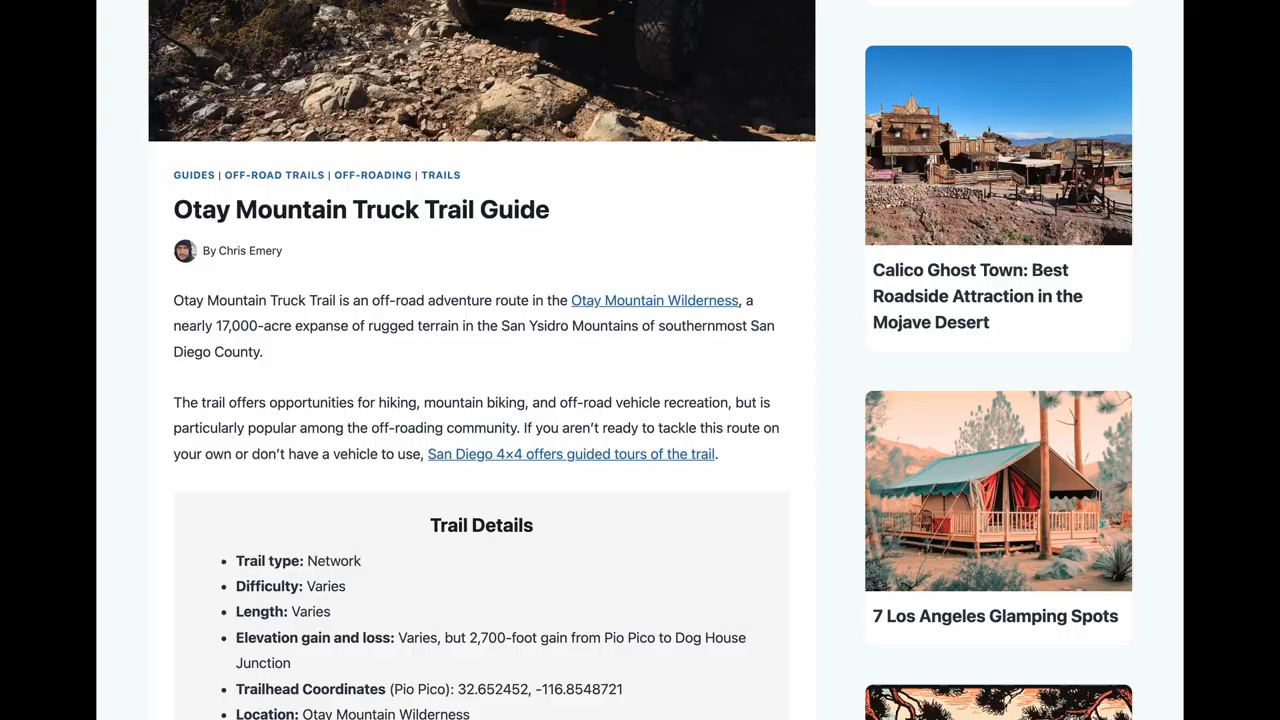 GUIDES | OFF-ROAD TRAILS | OFF-ROADING | TRAILS
Otay Mountain Truck Trail Guide
By Chris Emery
Otay Mountain Truck Trail is an off-road adventure route in the Otay Mountain Wilderness, a
nearly 17,000-acre expanse of rugged terrain in the San Ysidro Mountains of southernmost San
Diego County.
The trail offers opportunities for hiking, mountain biking, and off-road vehicle recreation, but is
particularly popular among the off-roading community. If you aren’t ready to tackle this route on
your own or don’t have a vehicle to use, San Diego 4×4 offers guided tours of the trail.
Trail Details
• Trail type: Network
• Difficulty: Varies
• Length: Varies
• Elevation gain and loss: Varies, but 2,700-foot gain from Pio Pico to Dog House
Junction
• Trailhead Coordinates (Pio Pico): 32.652452, -116.8548721
• Location: Otay Mountain Wilderness
Calico Ghost Town: Best
Roadside Attraction in the
Mojave Desert
7 Los Angeles Glamping Spots